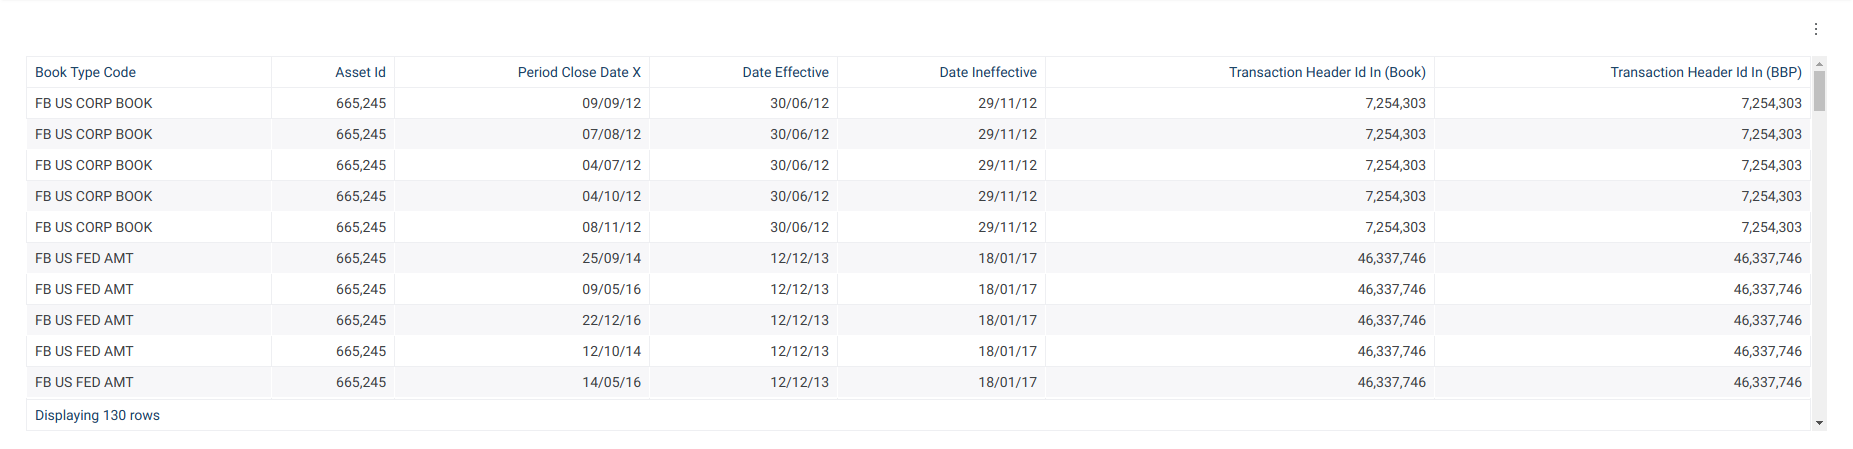 Book Type Code Asset Id Period Close Date X Date Effective Date Ineffective Transaction Header Id In (Book) Transaction Header Id In (BBP)
FB US CORP BOOK 665,245 09/09/12 30/06/12 29/11/12 7,254,303 7,254,303
FB US CORP BOOK 665,245 07/08/12 30/06/12 29/11/12 7,254,303 7,254,303
FB US CORP BOOK 665,245 04/07/12 30/06/12 29/11/12 7,254,303 7,254,303
FB US CORP BOOK 665,245 04/10/12 30/06/12 29/11/12 7,254,303 7,254,303
FB US CORP BOOK 665,245 08/11/12 30/06/12 29/11/12 7,254,303 7,254,303
FB US FED AMT 665,245 25/09/14 12/12/13 18/01/17 46,337,746 46,337,746
FB US FED AMT 665,245 09/05/16 12/12/13 18/01/17 46,337,746 46,337,746
FB US FED AMT 665,245 22/12/16 12/12/13 18/01/17 46,337,746 46,337,746
FB US FED AMT 665,245 12/10/14 12/12/13 18/01/17 46,337,746 46,337,746
FB US FED AMT 665,245 14/05/16 12/12/13 18/01/17 46,337,746 46,337,746
Displaying 130 rows